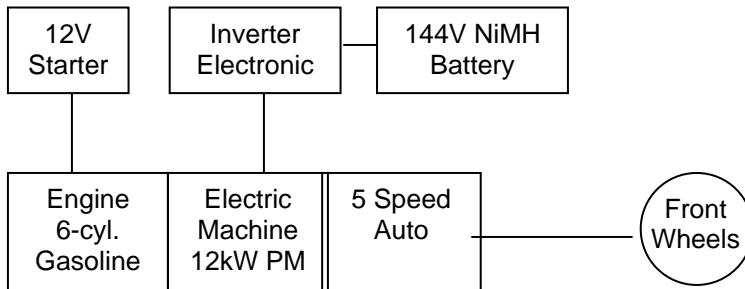 12V
Starter
Inverter
Electronic
144V NiMH
Battery
Engine
6-cyl.
Gasoline
Electric
Machine
12kW PM
5 Speed
Auto
Front
Wheels